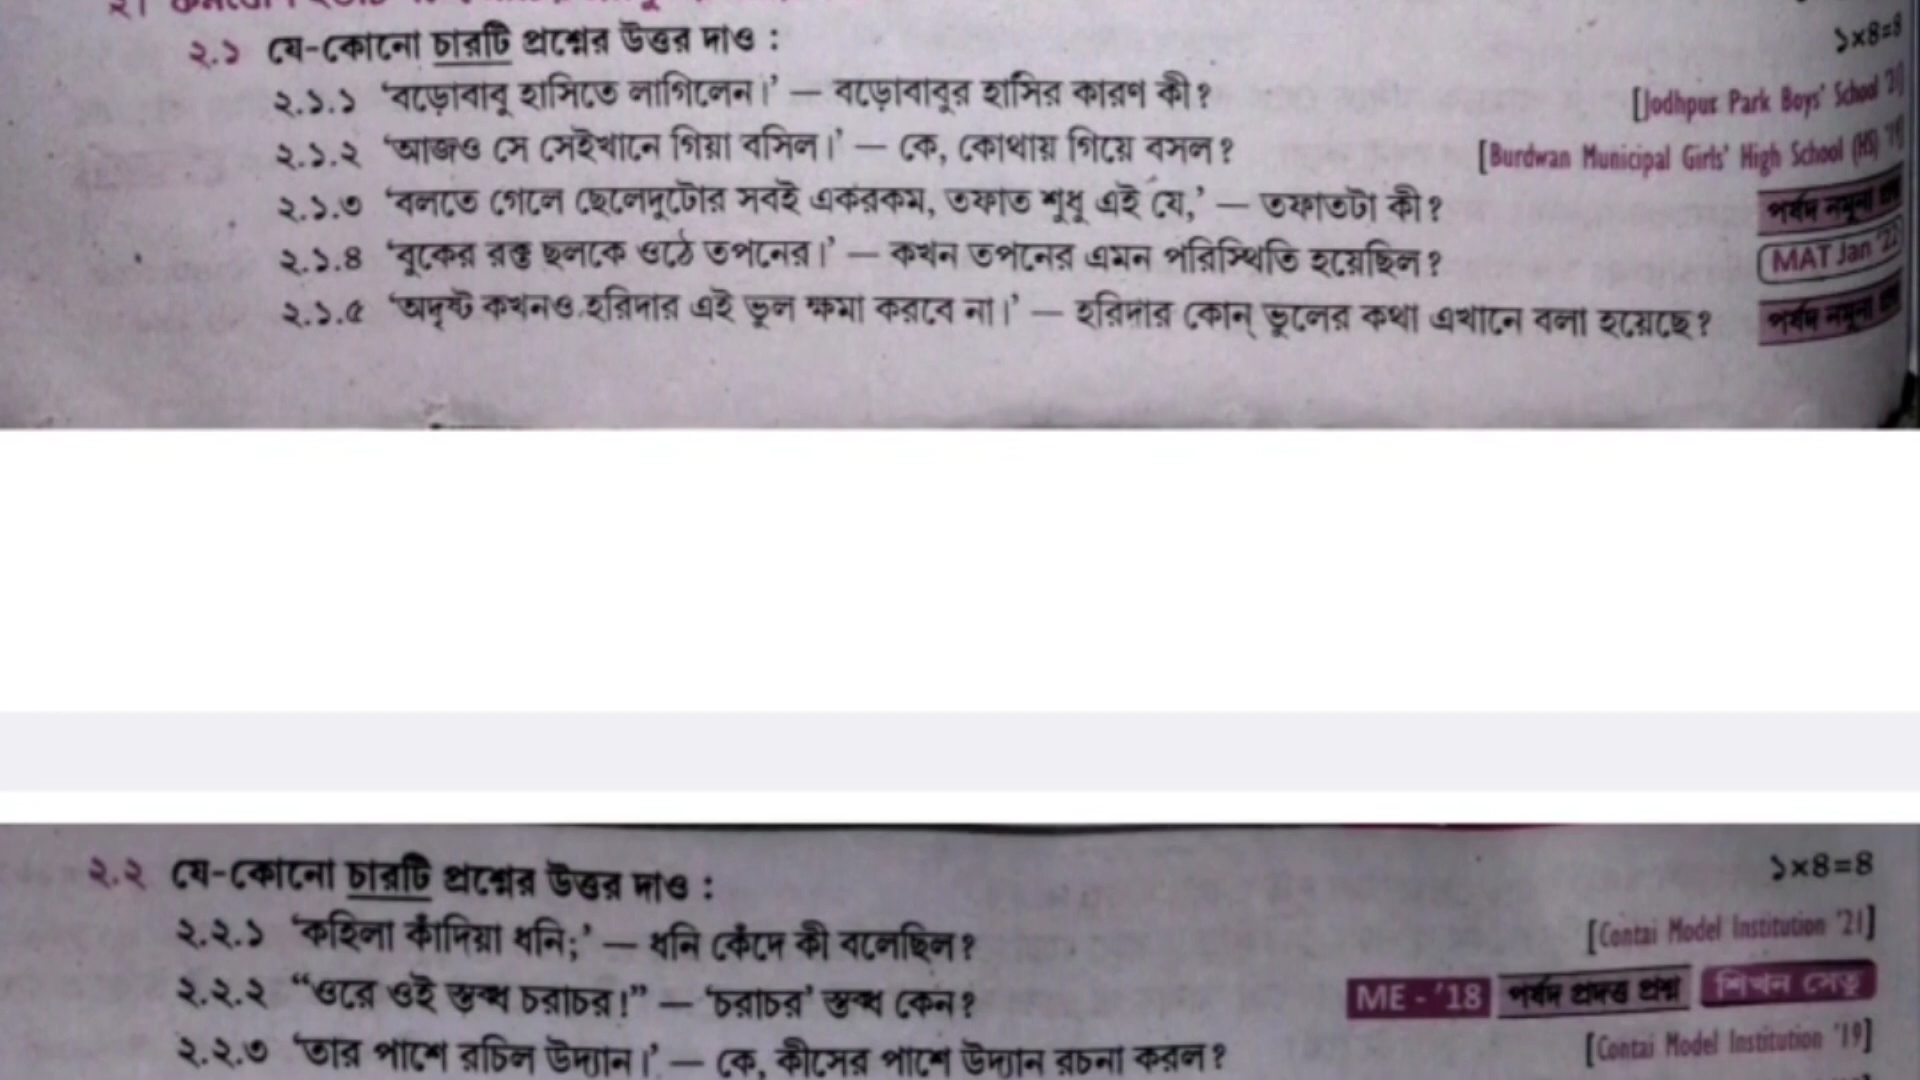 ২.১ যে-কোনো চারটি প্রশ্নের উত্তর দাও : ১×৪=৪
২.১.১ ‘বড়োবাবু হাসিতে লাগিলেন।’ — বড়োবাবুর হাসির কারণ কী? [Jodhpur Park Boys' School
২.১.২ ‘আজও সে সেইখানে গিয়া বসিল।’ — কে, কোথায় গিয়ে বসল? [Burdwan Municipal Girls' High School (HS)
২.১.৩ ‘বলতে গেলে ছেলেদুটোর সবই একরকম, তফাত শুধু এই যে,’ — তফাতটা কী? পর্ষদ নমুনা
২.১.৪ ‘বুকের রক্ত ছলকে ওঠে তপনের।’ — কখন তপনের এমন পরিস্থিতি হয়েছিল? MAT Jan '22
২.১.৫ ‘অদৃষ্ট কখনও হরিদার এই ভুল ক্ষমা করবে না।’ — হরিদার কোন্ ভুলের কথা এখানে বলা হয়েছে? পর্ষদ নমুনা
২.২ যে-কোনো চারটি প্রশ্নের উত্তর দাও : ১×৪=৪
২.২.১ ‘কহিলা কাঁদিয়া ধনি;’ — ধনি কেঁদে কী বলেছিল? [Contai Model Institution '21]
২.২.২ “ওরে ওই স্তব্ধ চরাচর!” — ‘চরাচর’ স্তব্ধ কেন? ME - '18 পর্ষদ প্রদত্ত প্রশ্ন শিখন সেতু
২.২.৩ ‘তার পাশে রচিল উদ্যান।’ — কে, কীসের পাশে উদ্যান রচনা করল? [Contai Model Institution '19]